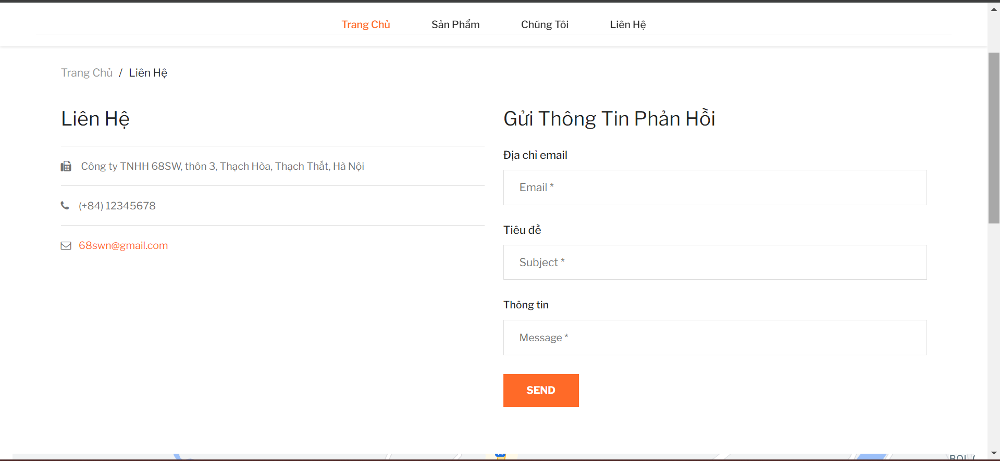 Trang Chủ Sản Phẩm Chúng Tôi Liên Hệ
Trang Chủ / Liên Hệ
Liên Hệ
Công ty TNHH 68SW, thôn 3, Thạch Hòa, Thạch Thất, Hà Nội
(+84) 12345678
68swn@gmail.com
Gửi Thông Tin Phản Hồi
Địa chỉ email
Email *
Tiêu đề
Subject *
Thông tin
Message *
SEND